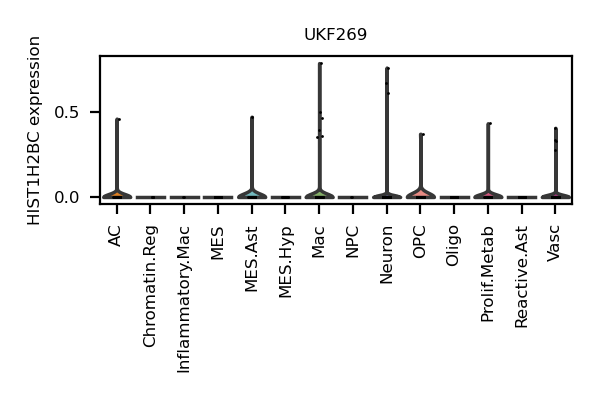 UKF269
HIST1H2BC expression
0.5
0.0
AC
Chromatin.Reg
Inflammatory.Mac
MES
MES.Ast
MES.Hyp
Mac
NPC
Neuron
OPC
Oligo
Prolif.Metab
Reactive.Ast
Vasc